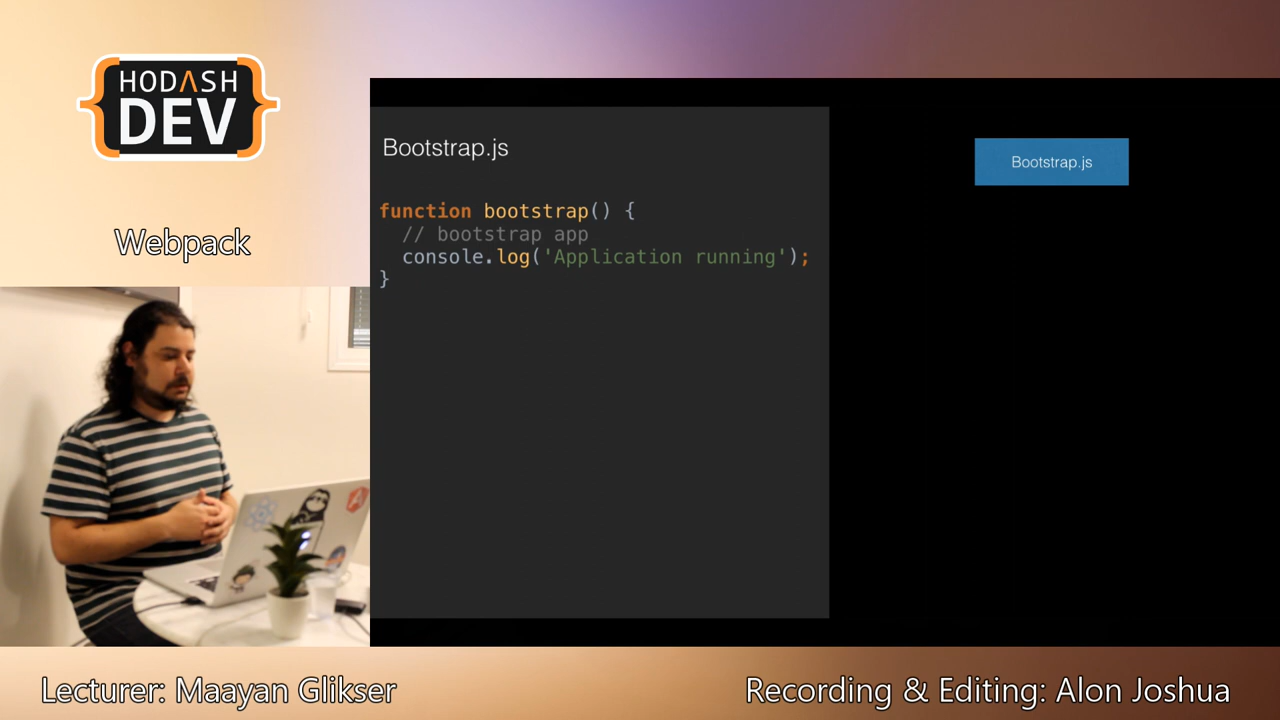 HODASH
DEV
Webpack
Bootstrap.js
function bootstrap() {
// bootstrap app
console.log('Application running');
}
Bootstrap.js
Lecturer: Maayan Glikser
Recording & Editing: Alon Joshua